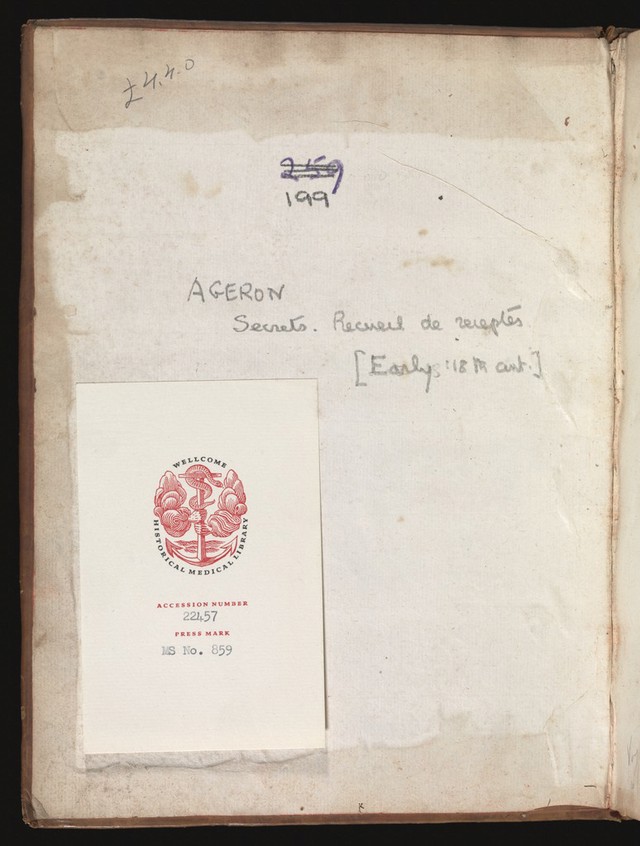 £4.4.0
259
199
AGERON
Secrets. Recueil de receptes
[Early 18th cent.]
WELLCOME
HISTORICAL MEDICAL LIBRARY
ACCESSION NUMBER
22457
PRESS MARK
MS No. 859